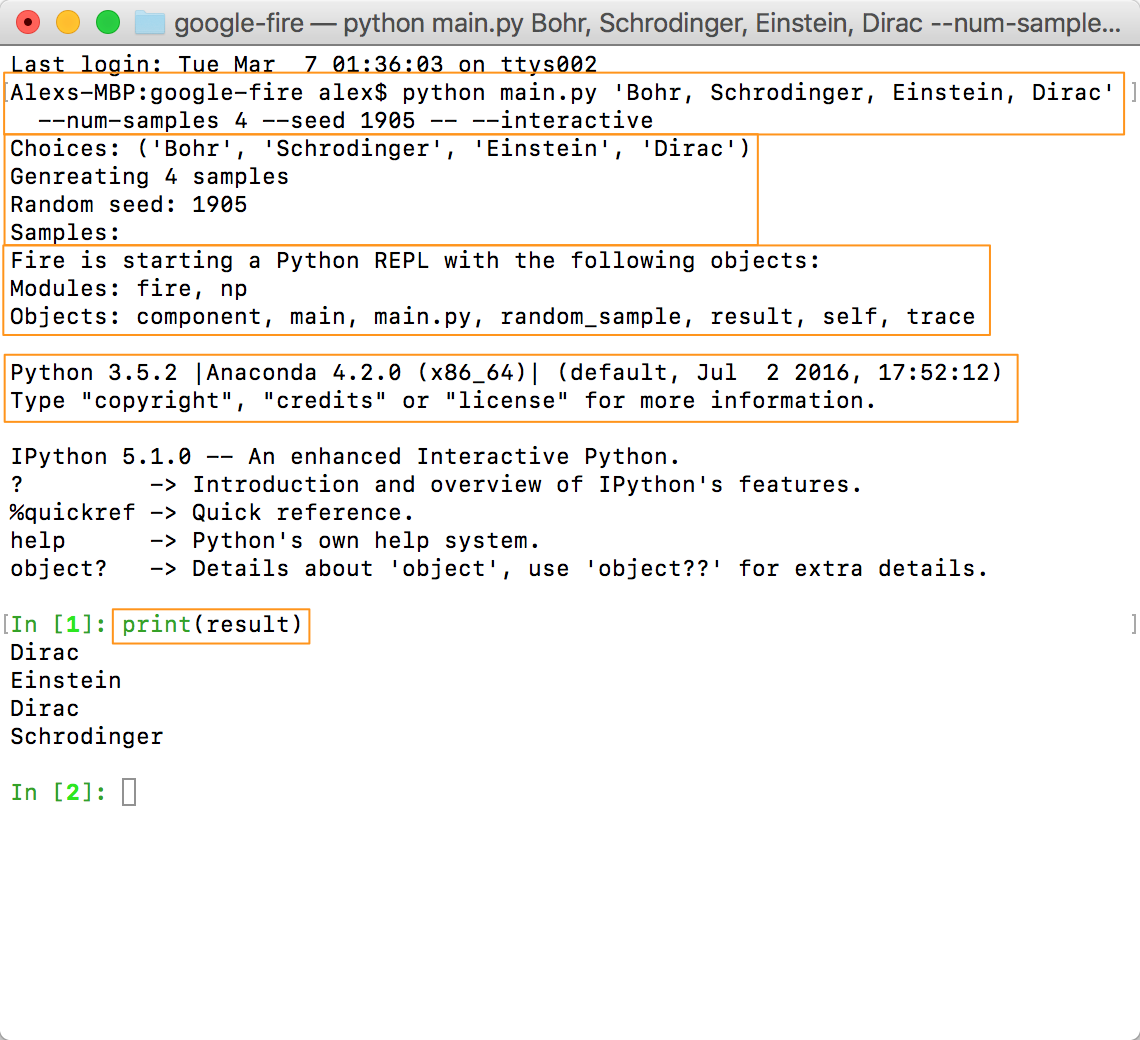 google-fire — python main.py Bohr, Schrodinger, Einstein, Dirac --num-sample...
Last login: Tue Mar  7 01:36:03 on ttys002
[Alexs-MBP:google-fire alex$ python main.py 'Bohr, Schrodinger, Einstein, Dirac' ]
  --num-samples 4 --seed 1905 -- --interactive
Choices: ('Bohr', 'Schrodinger', 'Einstein', 'Dirac')
Genreating 4 samples
Random seed: 1905
Samples:
Fire is starting a Python REPL with the following objects:
Modules: fire, np
Objects: component, main, main.py, random_sample, result, self, trace
Python 3.5.2 |Anaconda 4.2.0 (x86_64)| (default, Jul  2 2016, 17:52:12)
Type "copyright", "credits" or "license" for more information.
IPython 5.1.0 -- An enhanced Interactive Python.
?         -> Introduction and overview of IPython's features.
%quickref -> Quick reference.
help      -> Python's own help system.
object?   -> Details about 'object', use 'object??' for extra details.
[In [1]: print(result) ]
Dirac
Einstein
Dirac
Schrodinger
In [2]: